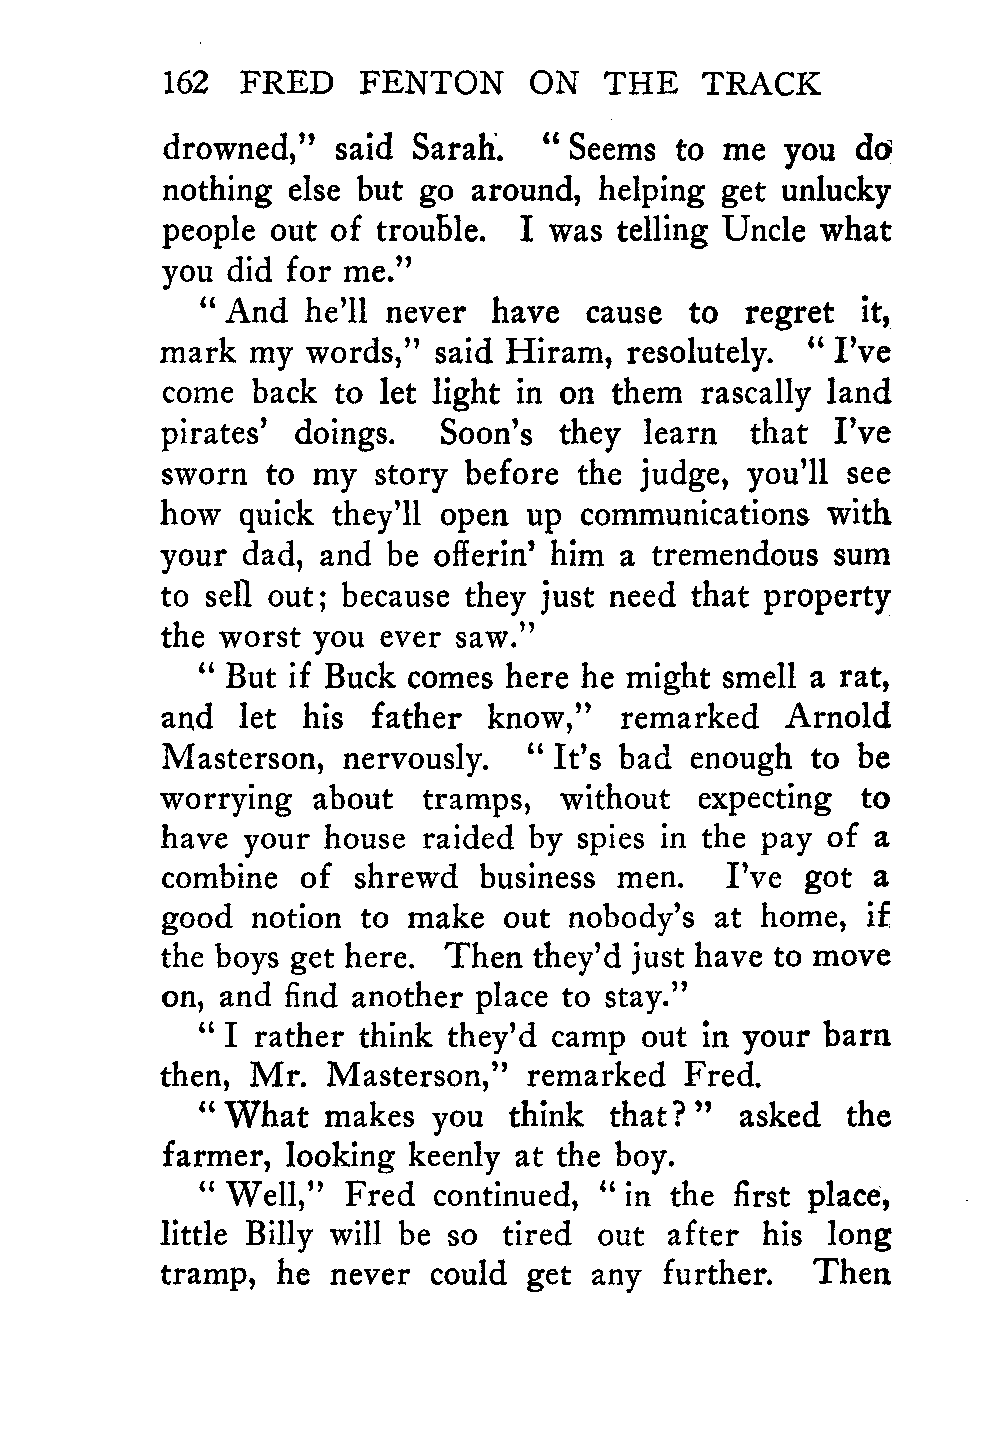 162 FRED FENTON ON THE TRACK
drowned," said Sarah. "Seems to me you do
nothing else but go around, helping get unlucky
people out of trouble. I was telling Uncle what
you did for me."
"And he'll never have cause to regret it,
mark my words," said Hiram, resolutely. "I've
come back to let light in on them rascally land
pirates' doings. Soon's they learn that I've
sworn to my story before the judge, you'll see
how quick they'll open up communications with
your dad, and be offerin' him a tremendous sum
to sell out; because they just need that property
the worst you ever saw."
"But if Buck comes here he might smell a rat,
and let his father know," remarked Arnold
Masterson, nervously. "It's bad enough to be
worrying about tramps, without expecting to
have your house raided by spies in the pay of a
combine of shrewd business men. I've got a
good notion to make out nobody's at home, if
the boys get here. Then they'd just have to move
on, and find another place to stay."
"I rather think they'd camp out in your barn
then, Mr. Masterson," remarked Fred.
"What makes you think that?" asked the
farmer, looking keenly at the boy.
"Well," Fred continued, "in the first place,
little Billy will be so tired out after his long
tramp, he never could get any further. Then